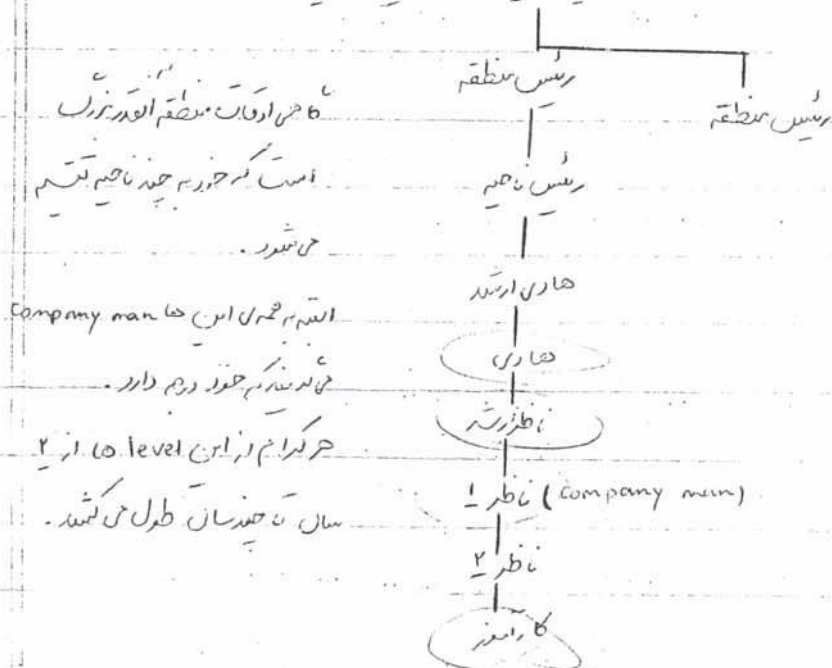 رئیس منطقه
رئیس منطقه
گاهی اوقات منطقه آنقدر بزرگ
است که خود به چند ناحیه تقسیم
می‌شود.
رئیس ناحیه
هادی ارشد
البته به همه‌ی این ها company man
می‌گویند که خود درجه دارد.
هادی
ناظر ارشد
هر کدام از این level ها از ۲
سال تا چند سال طول می‌کشد.
ناظر ۱ (company man)
ناظر ۲
کارآموز